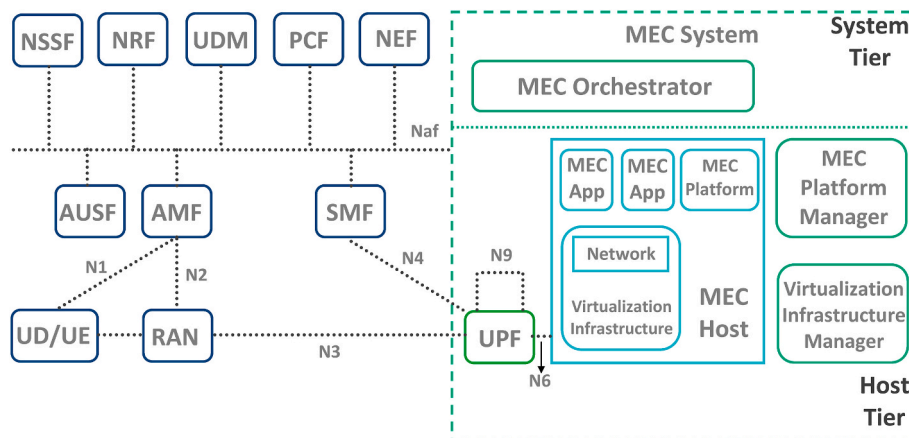 NSSF
NRF
UDM
PCF
NEF
MEC System
System
Tier
MEC Orchestrator
Naf
AUSF
AMF
SMF
MEC
App
MEC
App
MEC
Platform
MEC
Platform
Manager
N1
N2
N4
N9
Network
Virtualization
Infrastructure
MEC
Host
Virtualization
Infrastructure
Manager
UD/UE
RAN
N3
UPF
N6
Host
Tier